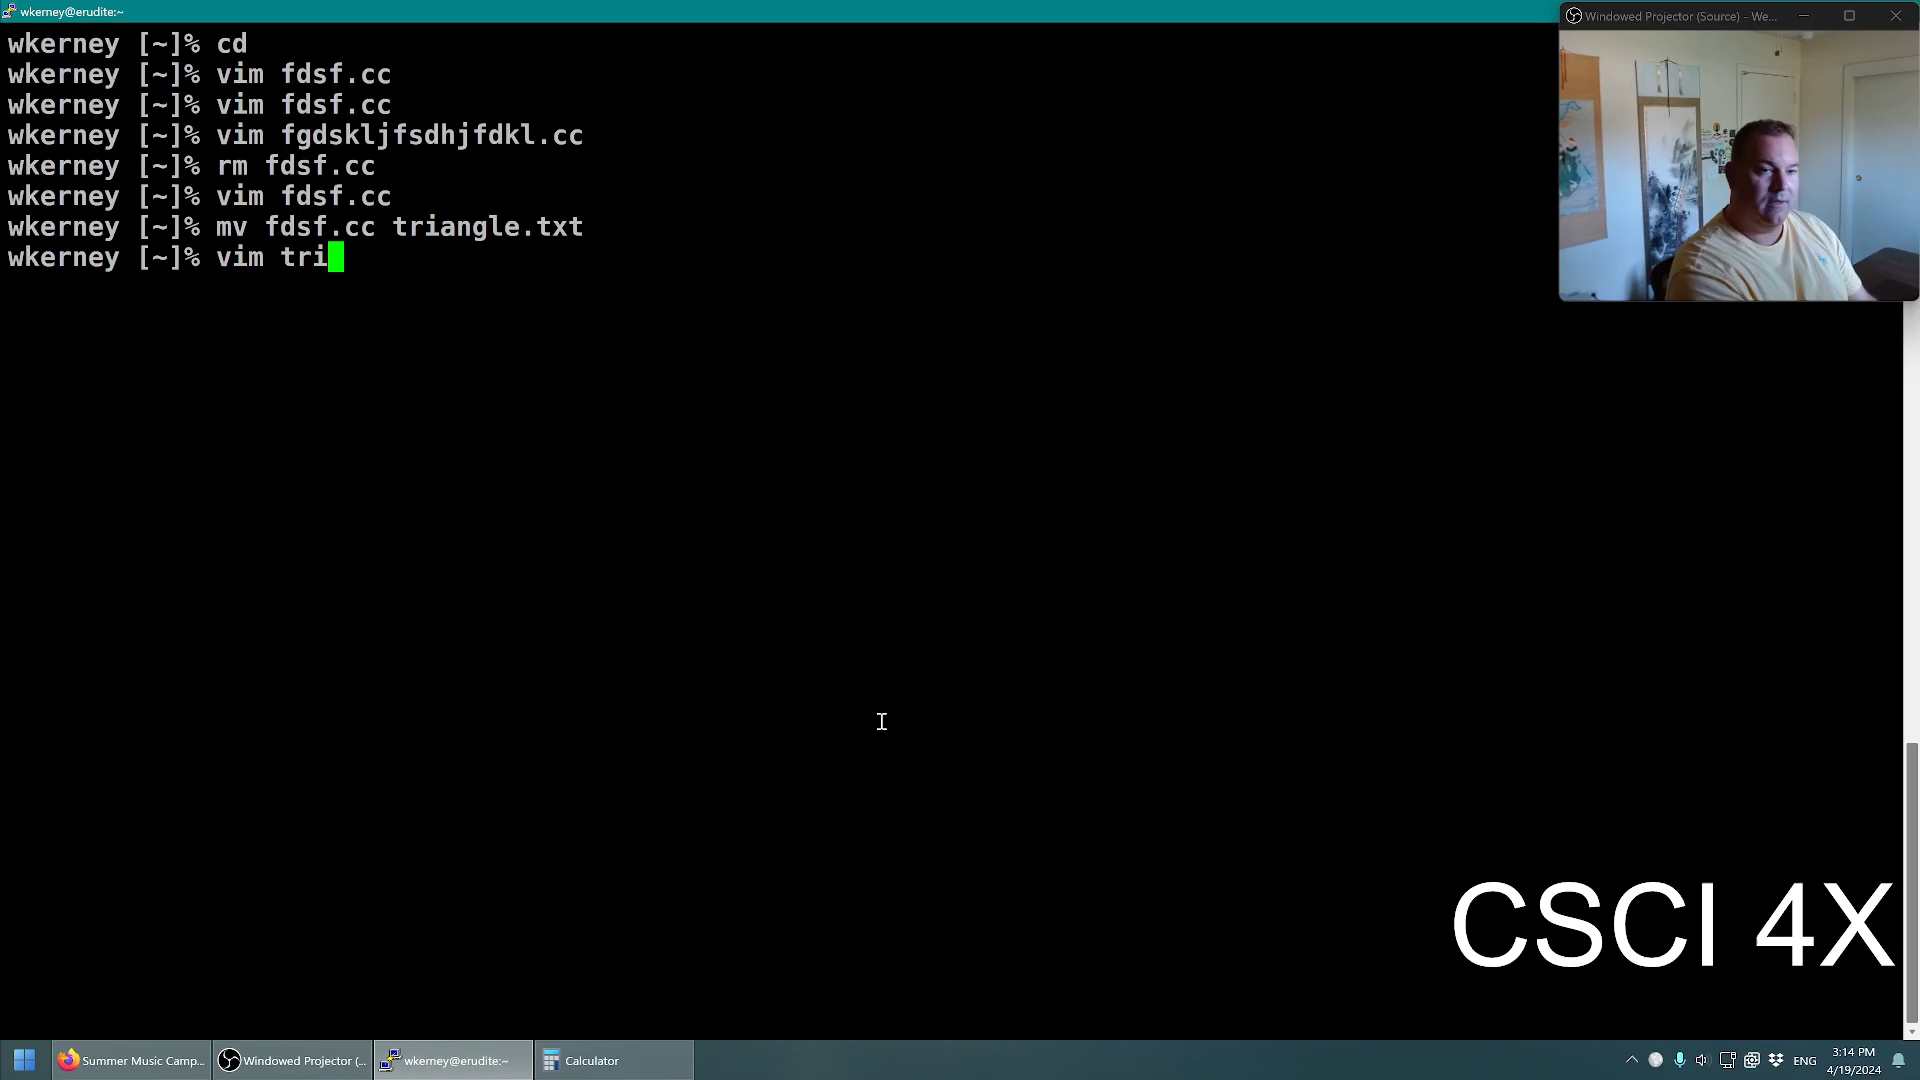 wkerney@erudite:~
Windowed Projector (Source) - We...
wkerney [~]% cd
wkerney [~]% vim fdsf.cc
wkerney [~]% vim fdsf.cc
wkerney [~]% vim fgdskljfsdhjfdkl.cc
wkerney [~]% rm fdsf.cc
wkerney [~]% vim fdsf.cc
wkerney [~]% mv fdsf.cc triangle.txt
wkerney [~]% vim tri
CSCI 4X
Summer Music Camp...
Windowed Projector (...
wkerney@erudite:~
Calculator
ENG
3:14 PM
4/19/2024